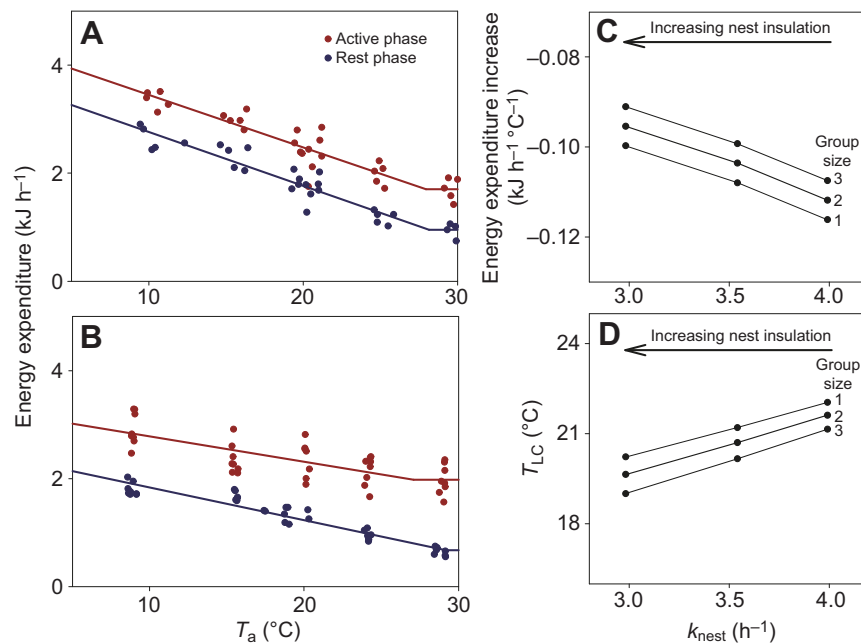 Energy expenditure (kJ h–1)
A
Active phase
Rest phase
4
2
0
10
20
30
B
4
2
0
10
20
30
Ta (°C)
Energy expenditure increase
(kJ h–1 °C–1)
C
Increasing nest insulation
–0.08
–0.10
–0.12
Group
size
3
2
1
3.0
3.5
4.0
TLC (°C)
D
Increasing nest insulation
24
21
18
Group
size
1
2
3
3.0
3.5
4.0
knest (h–1)